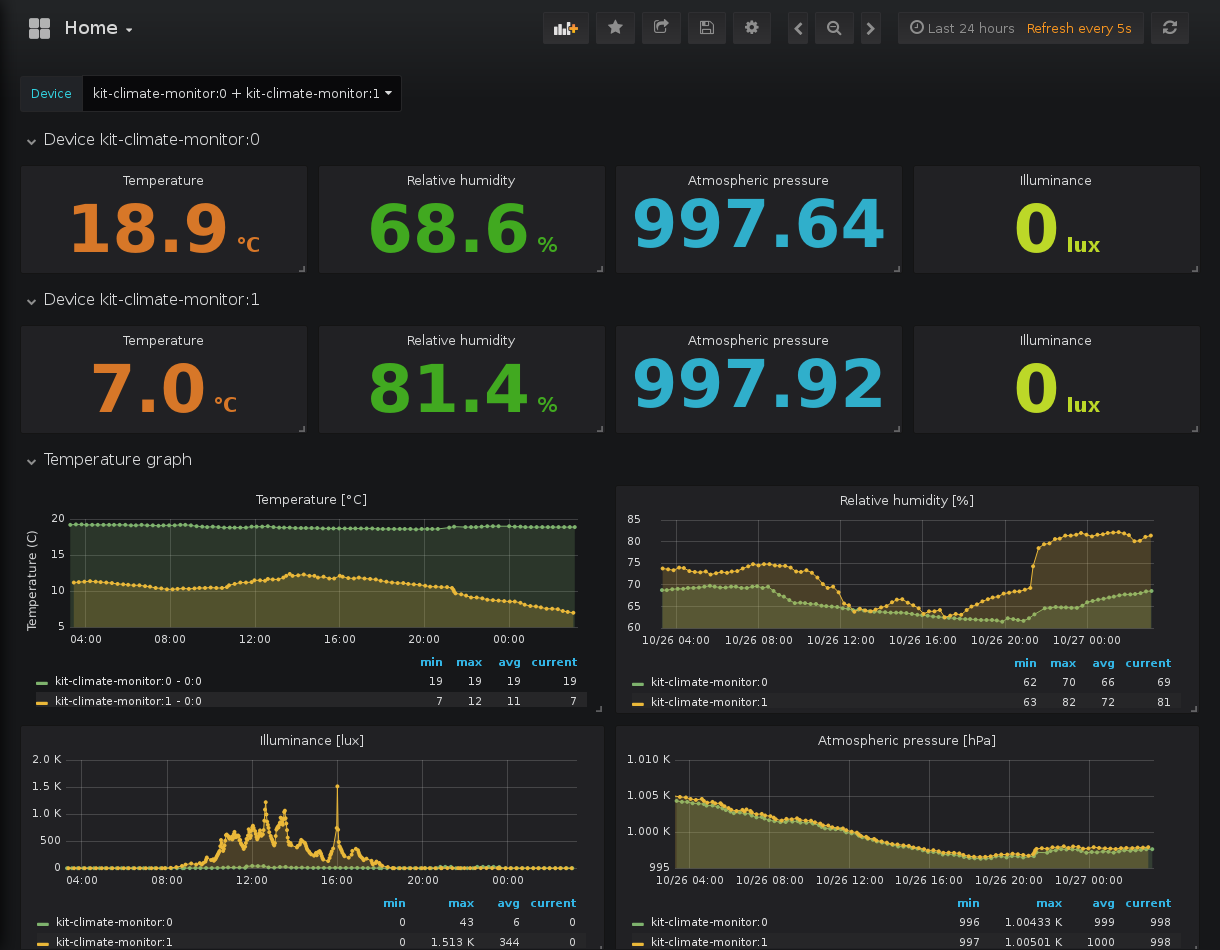 Home
Last 24 hours Refresh every 5s
Device kit-climate-monitor:0 + kit-climate-monitor:1
Device kit-climate-monitor:0
Temperature Relative humidity Atmospheric pressure Illuminance
18.9 °C 68.6 % 997.64 0 lux
Device kit-climate-monitor:1
Temperature Relative humidity Atmospheric pressure Illuminance
7.0 °C 81.4 % 997.92 0 lux
Temperature graph
Temperature [°C]
Temperature (C)
20
15
10
5
04:00 08:00 12:00 16:00 20:00 00:00
min max avg current
kit-climate-monitor:0 - 0:0 19 19 19 19
kit-climate-monitor:1 - 0:0 7 12 11 7
Relative humidity [%]
85
80
75
70
65
60
10/26 04:00 10/26 08:00 10/26 12:00 10/26 16:00 10/26 20:00 10/27 00:00
min max avg current
kit-climate-monitor:0 62 70 66 69
kit-climate-monitor:1 63 82 72 81
Illuminance [lux]
2.0 K
1.5 K
1.0 K
500
0
04:00 08:00 12:00 16:00 20:00 00:00
min max avg current
kit-climate-monitor:0 0 43 6 0
kit-climate-monitor:1 0 1.513 K 344 0
Atmospheric pressure [hPa]
1.010 K
1.005 K
1.000 K
995
10/26 04:00 10/26 08:00 10/26 12:00 10/26 16:00 10/26 20:00 10/27 00:00
min max avg current
kit-climate-monitor:0 996 1.00433 K 999 998
kit-climate-monitor:1 997 1.00501 K 1000 998